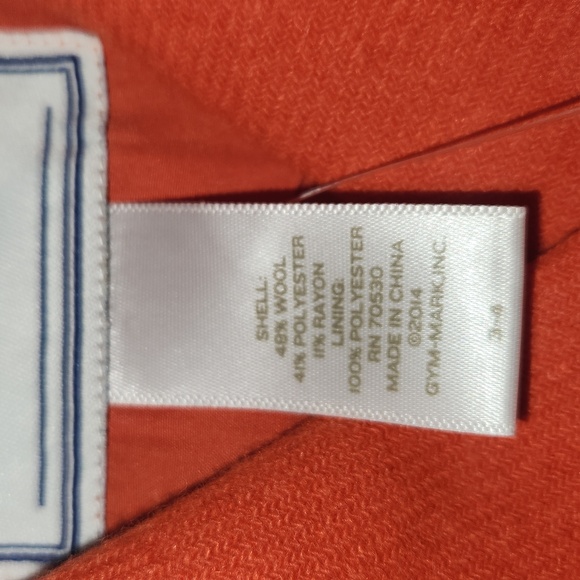 SHELL:
48% WOOL
41% POLYESTER
11% RAYON
LINING:
100% POLYESTER
RN 70530
MADE IN CHINA
©2014
GYM-MARK,INC.
3-4